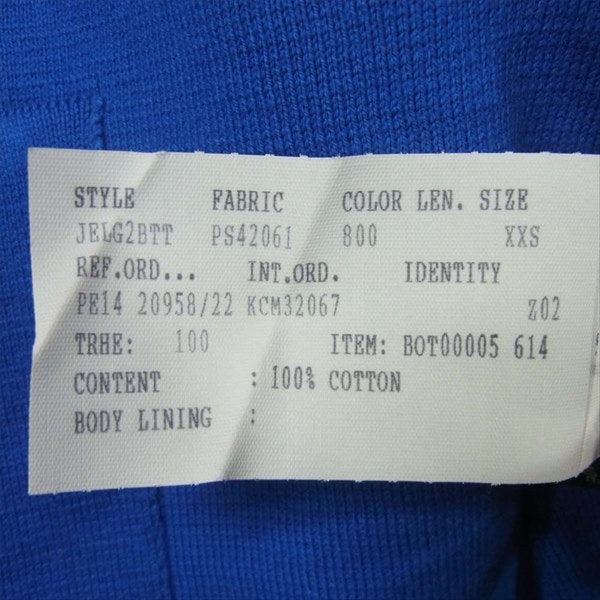 STYLE FABRIC COLOR LEN. SIZE
JELG2BTT PS42061 800 XXS
REF.ORD... INT.ORD. IDENTITY
PE14 20958/22 KCM32067 Z02
TRHE: 100 ITEM: BOT00005 614
CONTENT : 100% COTTON
BODY LINING :